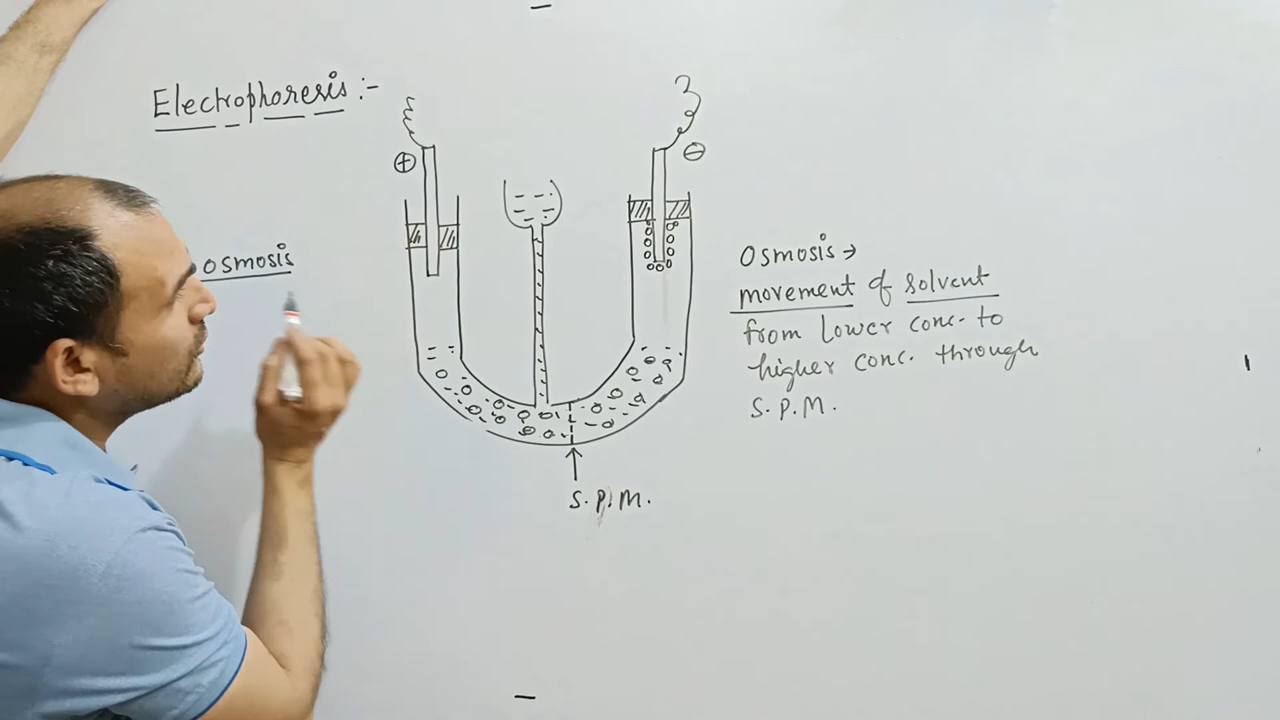 Electrophoresis :-
+
-
osmosis
Osmosis →
movement of solvent
from Lower conc. to
higher conc. through
S.P.M.
S.P.M.